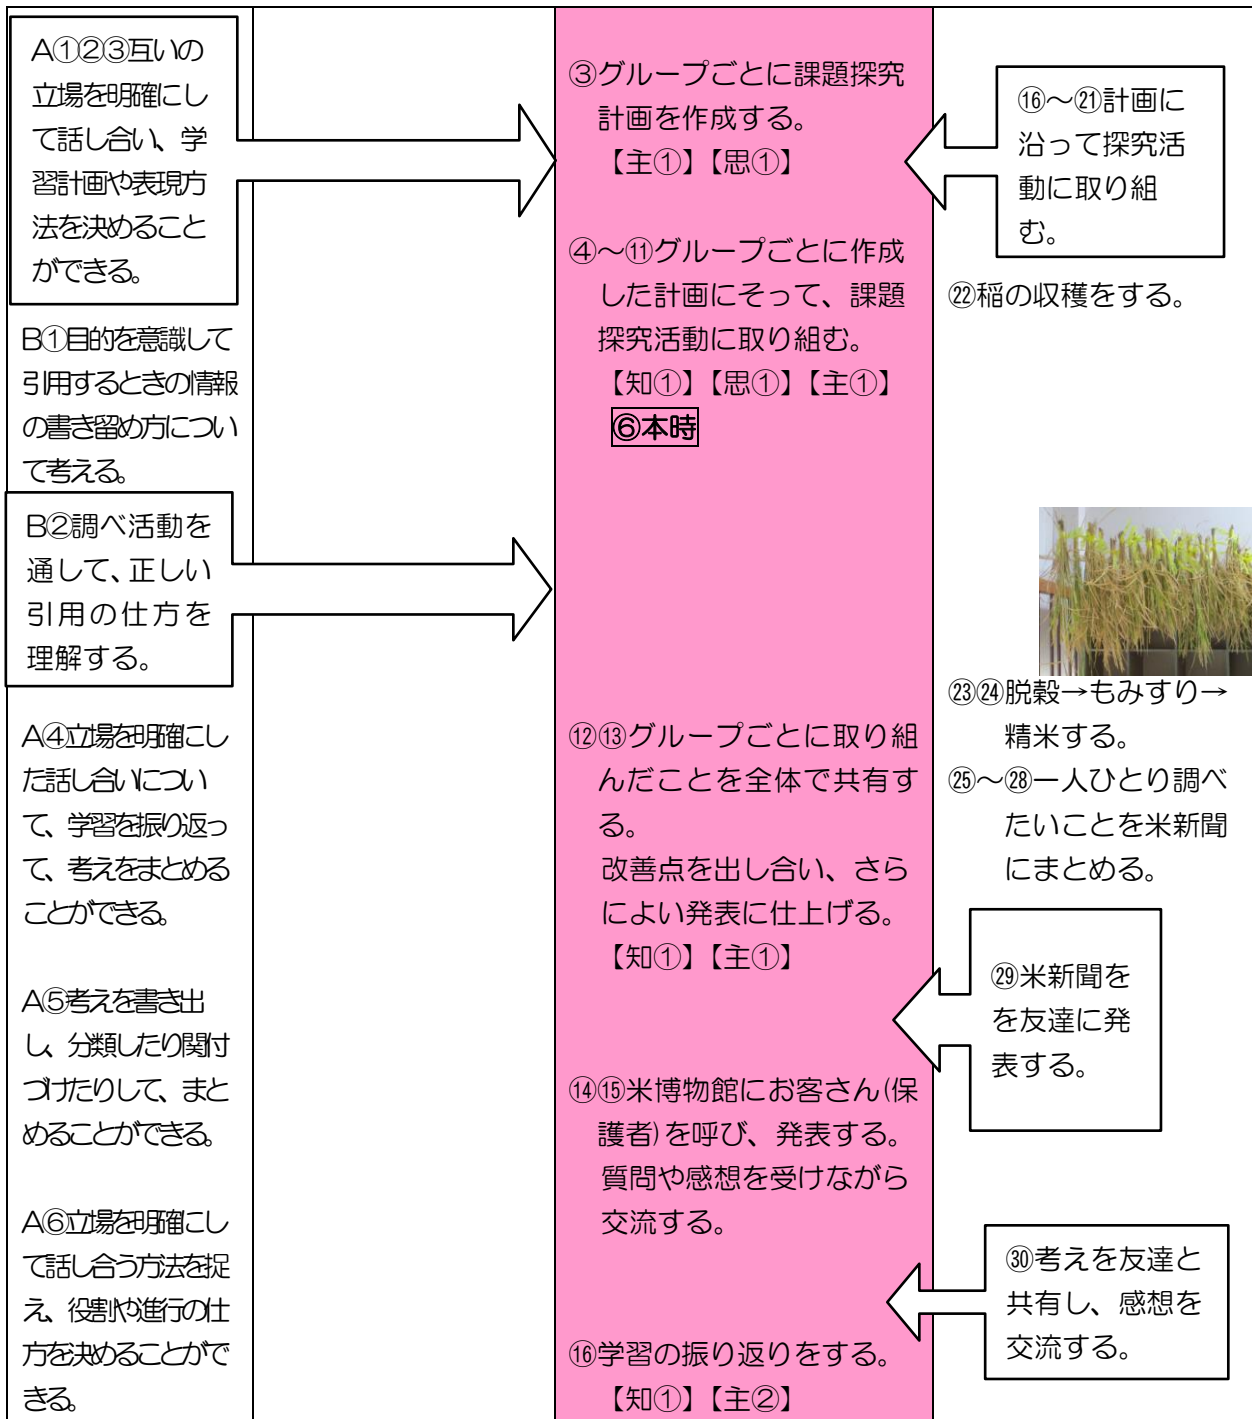 A①②③互いの
立場を明確にし
て話し合い、学
習計画や表現方
法を決めること
ができる。
B①目的を意識して
引用するときの情報
の書き留め方につい
て考える。
B②調べ活動を
通して、正しい
引用の仕方を
理解する。
A④立場を明確にし
た話し合いについ
て、学習を振り返っ
て、考えをまとめる
ことができる。
A⑤考えを書き出
し、分類したり関付
づけたりして、まと
めることができる。
A⑥立場を明確にし
て話し合う方法を捉
え、役割や進行の仕
方を決めることがで
きる。
③グループごとに課題探究
計画を作成する。
【主①】【思①】
④～⑪グループごとに作成
した計画にそって、課題
探究活動に取り組む。
【知①】【思①】【主①】
⑥本時
⑫⑬グループごとに取り組
んだことを全体で共有す
る。
改善点を出し合い、さら
によい発表に仕上げる。
【知①】【主①】
⑭⑮米博物館にお客さん(保
護者)を呼び、発表する。
質問や感想を受けながら
交流する。
⑯学習の振り返りをする。
【知①】【主②】
⑯～㉑計画に
沿って探究活
動に取り組
む。
㉒稲の収穫をする。
㉓㉔脱穀→もみすり→
精米する。
㉕～㉘一人ひとり調べ
たいことを米新聞
にまとめる。
㉙米新聞を
を友達に発
表する。
㉚考えを友達と
共有し、感想を
交流する。